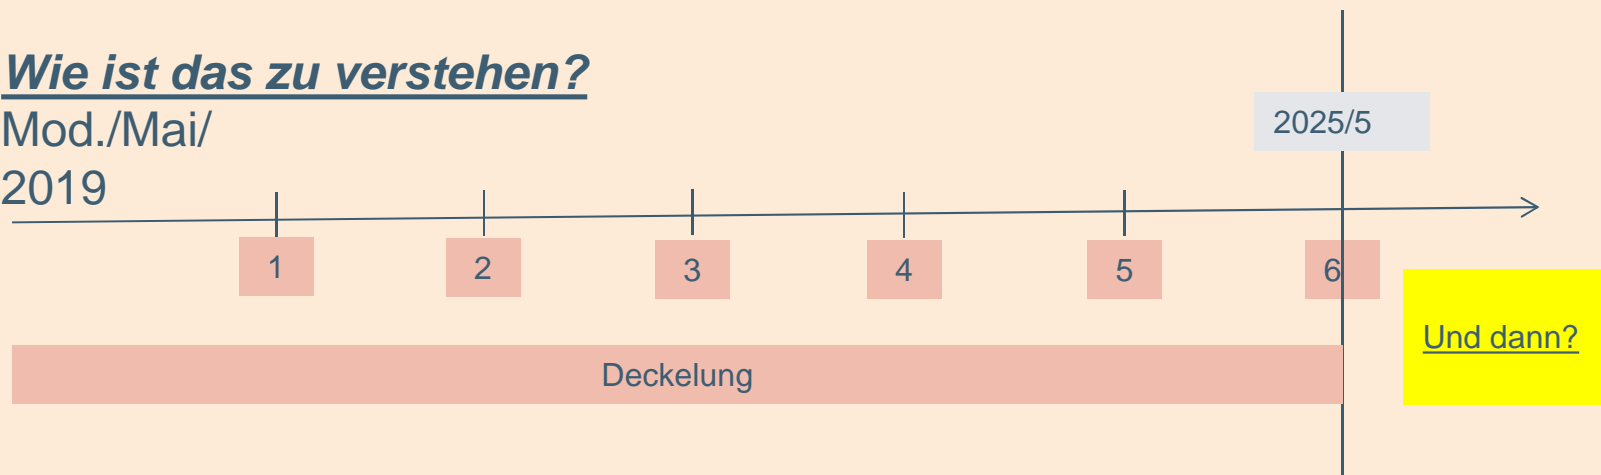 Wie ist das zu verstehen?
Mod./Mai/
2019
2025/5
1
2
3
4
5
6
Und dann?
Deckelung